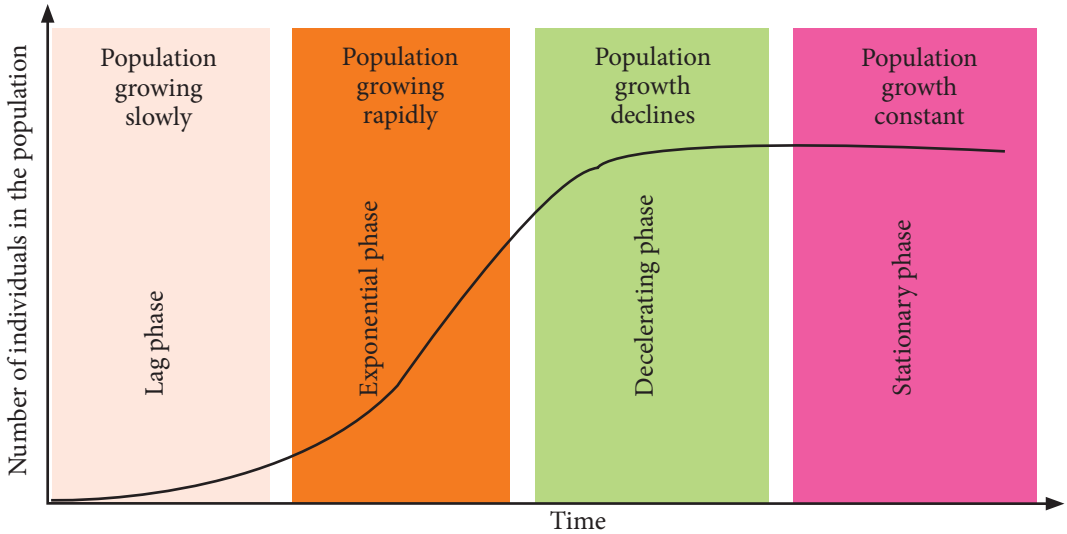 Number of individuals in the population
Population
growing
slowly
Lag phase
Population
growing
rapidly
Exponential phase
Population
growth
declines
Decelerating phase
Population
growth
constant
Stationary phase
Time